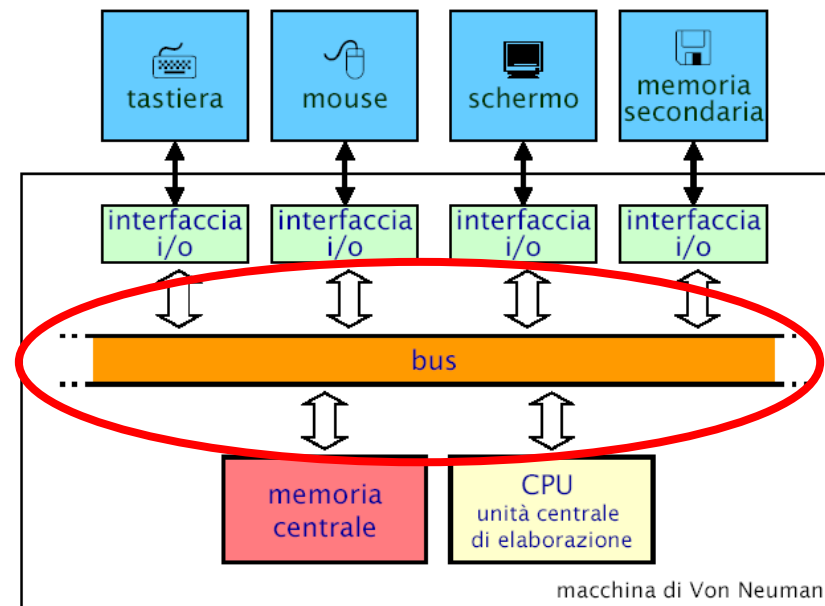 tastiera
mouse
schermo
memoria
secondaria
interfaccia
i/o
interfaccia
i/o
interfaccia
i/o
interfaccia
i/o
bus
memoria
centrale
CPU
unità centrale
di elaborazione
macchina di Von Neuman